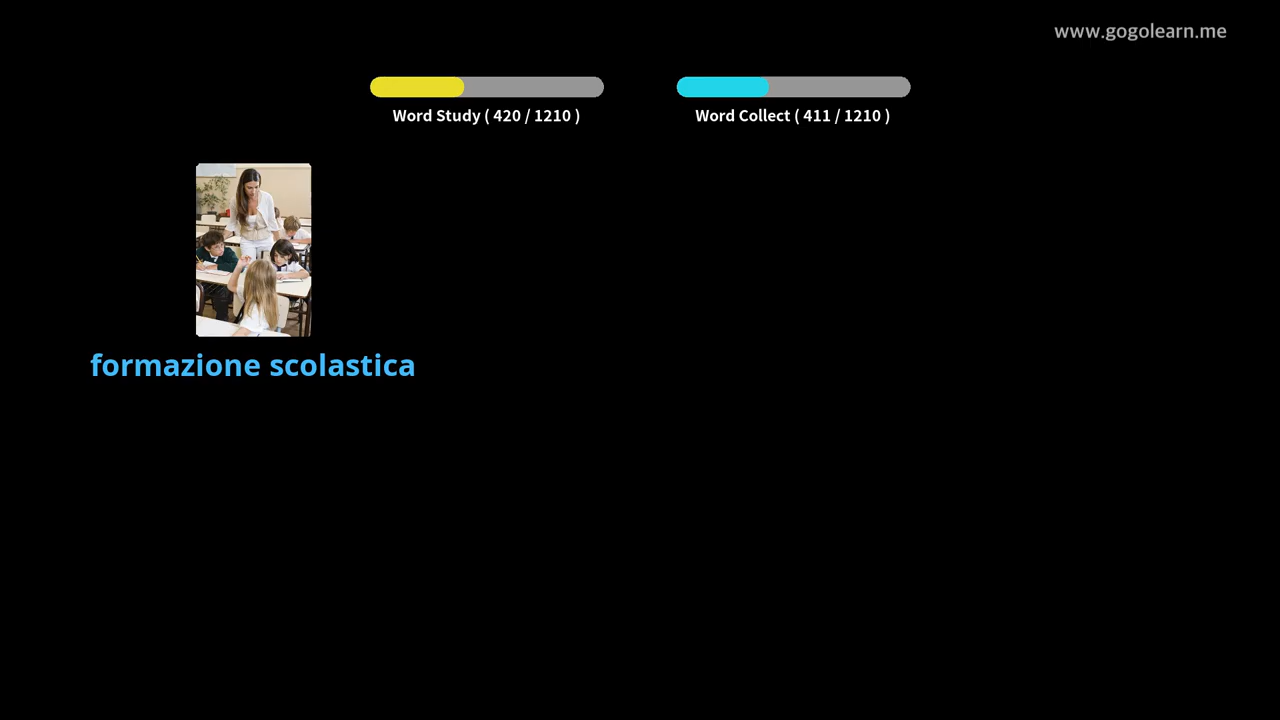 www.gogolearn.me
Word Study ( 420 / 1210 )
Word Collect ( 411 / 1210 )
formazione scolastica